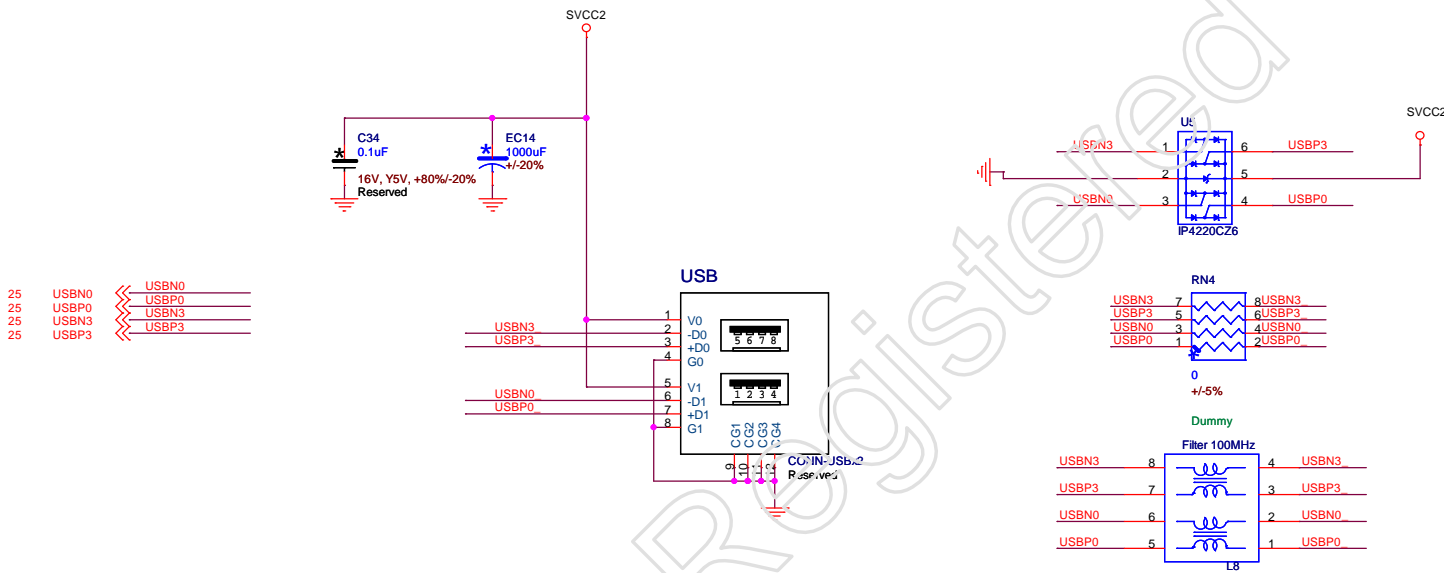 SVCC2
C34
0.1uF
16V, Y5V, +80%/-20%
Reserved
EC14
1000uF
+/-20%
25 USBN0 USBN0
25 USBP0 USBP0
25 USBN3 USBN3
25 USBP3 USBP3
USB
1 V0
USBN3_ 2 -D0
USBP3_ 3 +D0
4 G0
5 V1
USBN0_ 6 -D1
USBP0_ 7 +D1
8 G1
5 6 7 8
1 2 3 4
CG1 CG2 CG3 CG4
9 10 11 12
CONN-USBX2
Reserved
SVCC2
U5
USBN3 1 6 USBP3
2 5
USBN0 3 4 USBP0
IP4220CZ6
RN4
USBN3 7 8 USBN3_
USBP3 5 6 USBP3_
USBN0 3 4 USBN0_
USBP0 1 2 USBP0_
0
+/-5%
Dummy
Filter 100MHz
USBN3 8 4 USBN3_
USBP3 7 3 USBP3_
USBN0 6 2 USBN0_
USBP0 5 1 USBP0_
L8
Registered